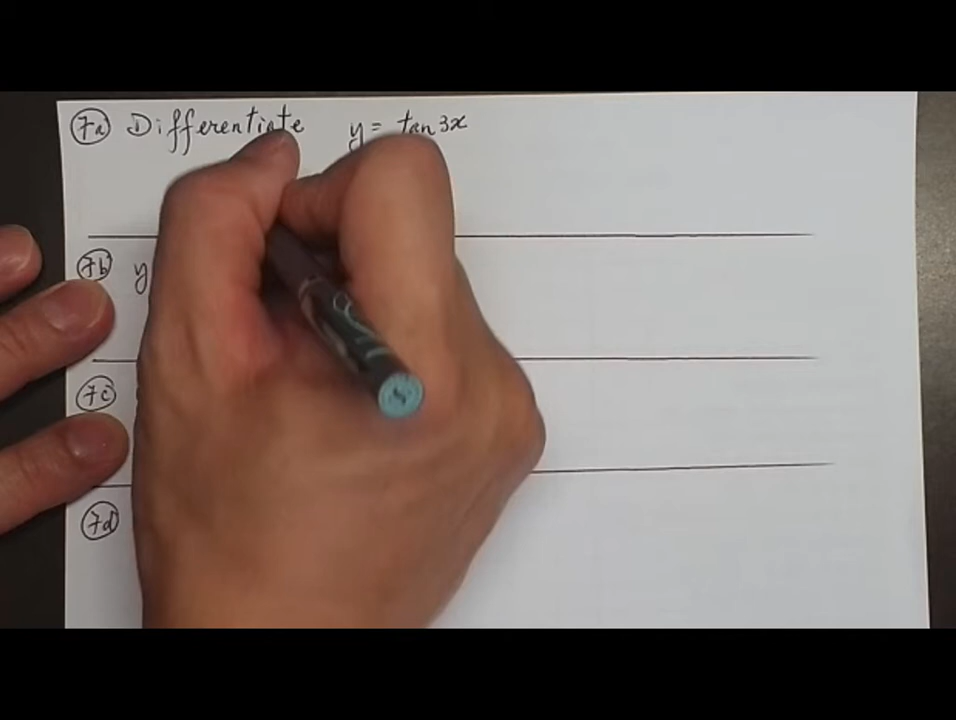 7a Differentiate y = tan 3x
7b y
7c
7d